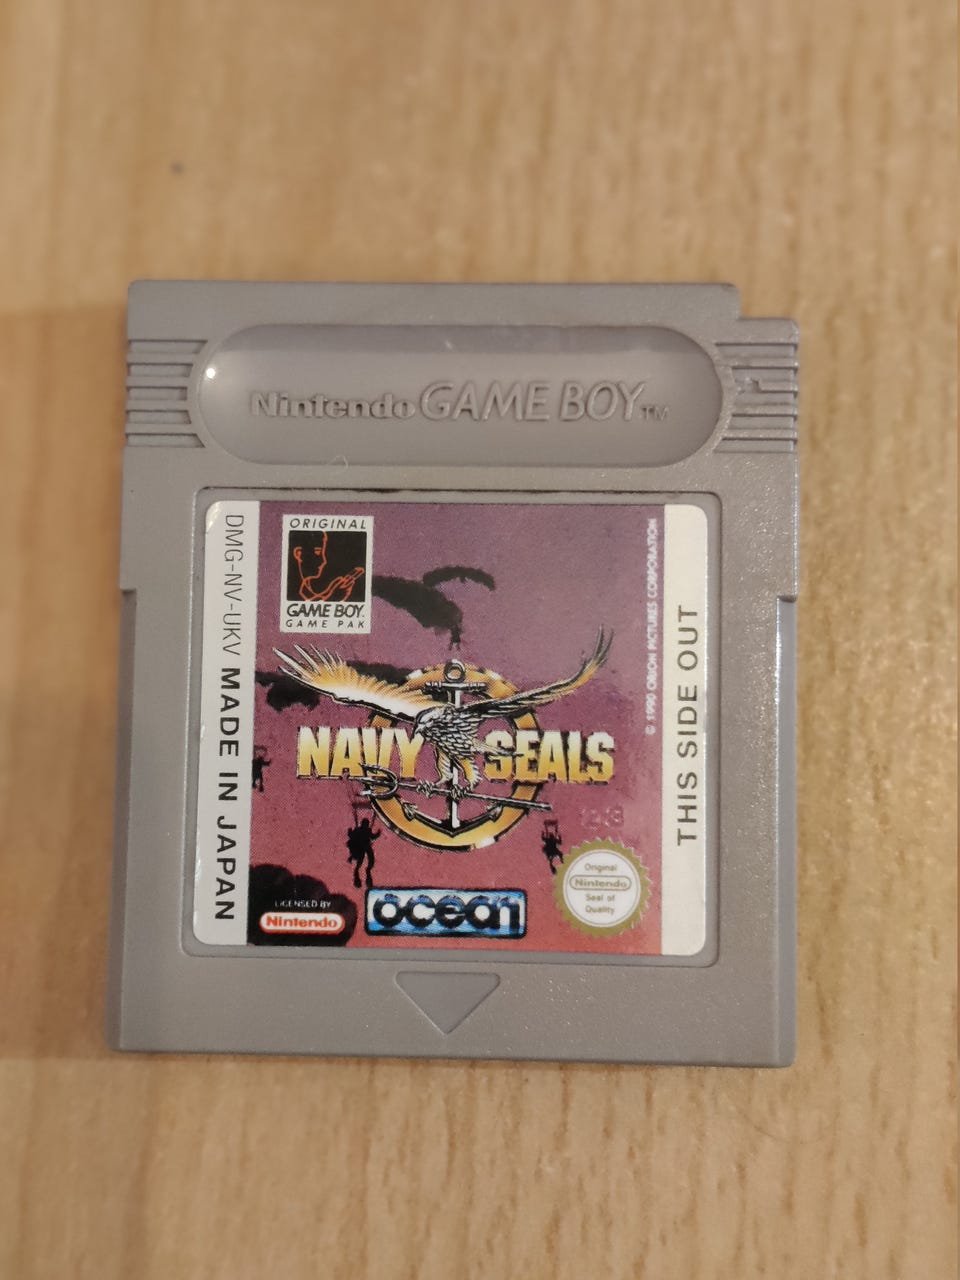 Nintendo GAME BOY TM
DMG-NV-UKV MADE IN JAPAN
ORIGINAL
GAME BOY
GAME PAK
© 1990 ORION PICTURES CORPORATION
THIS SIDE OUT
NAVY SEALS
LICENSED BY
Nintendo
ocean
Original
Nintendo
Seal of
Quality